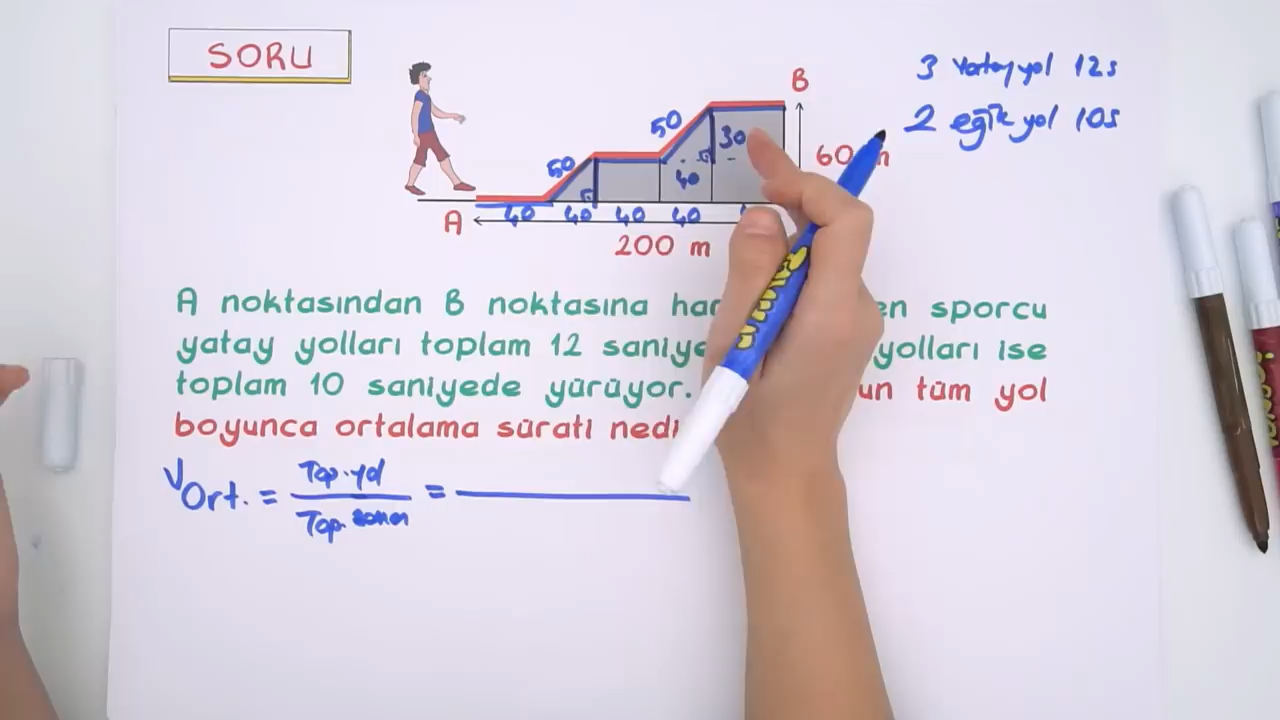 SORU
3 Yatay yol 12s
2 eğik yol 10s
B
50
50
30
40
60 m
40 40 40 40
A
200 m
A noktasından B noktasına har en sporcu
yatay yolları toplam 12 saniye yolları ise
toplam 10 saniyede yürüyor. un tüm yol
boyunca ortalama sürati nedi
VOrt. = Top.yol / Top.zaman =